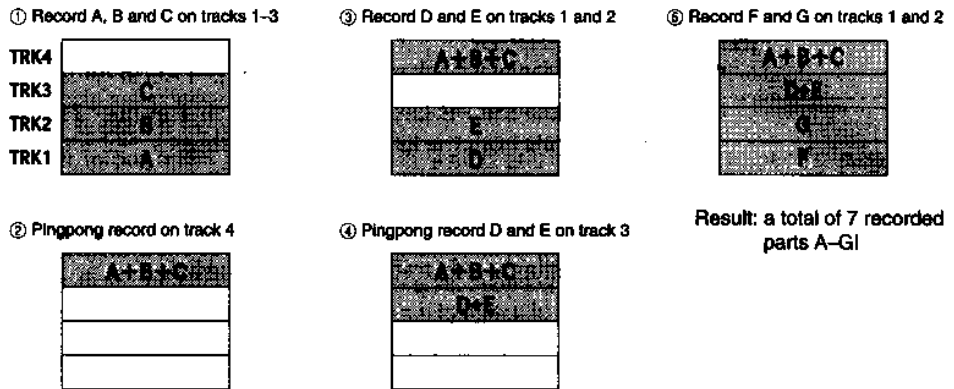 ① Record A, B and C on tracks 1–3
TRK4
TRK3 C
TRK2 B
TRK1 A
② Pingpong record on track 4
A+B+C
③ Record D and E on tracks 1 and 2
A+B+C
E
D
④ Pingpong record D and E on track 3
A+B+C
D+E
⑤ Record F and G on tracks 1 and 2
A+B+C
D+E
G
F
Result: a total of 7 recorded
parts A–G!